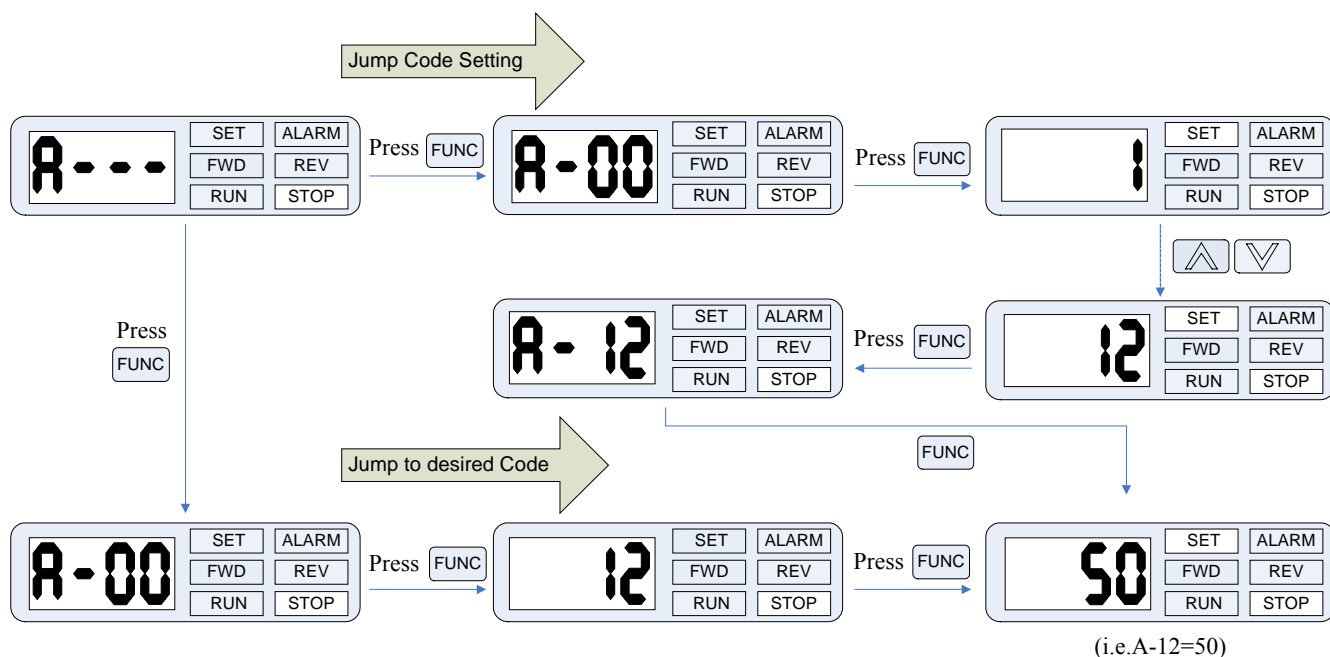 Jump Code Setting
A---
SET ALARM
FWD REV
RUN STOP
Press FUNC
A-00
SET ALARM
FWD REV
RUN STOP
Press FUNC
1
SET ALARM
FWD REV
RUN STOP
Press
FUNC
A-12
SET ALARM
FWD REV
RUN STOP
Press FUNC
12
SET ALARM
FWD REV
RUN STOP
FUNC
Jump to desired Code
A-00
SET ALARM
FWD REV
RUN STOP
Press FUNC
12
SET ALARM
FWD REV
RUN STOP
Press FUNC
50
SET ALARM
FWD REV
RUN STOP
(i.e.A-12=50)